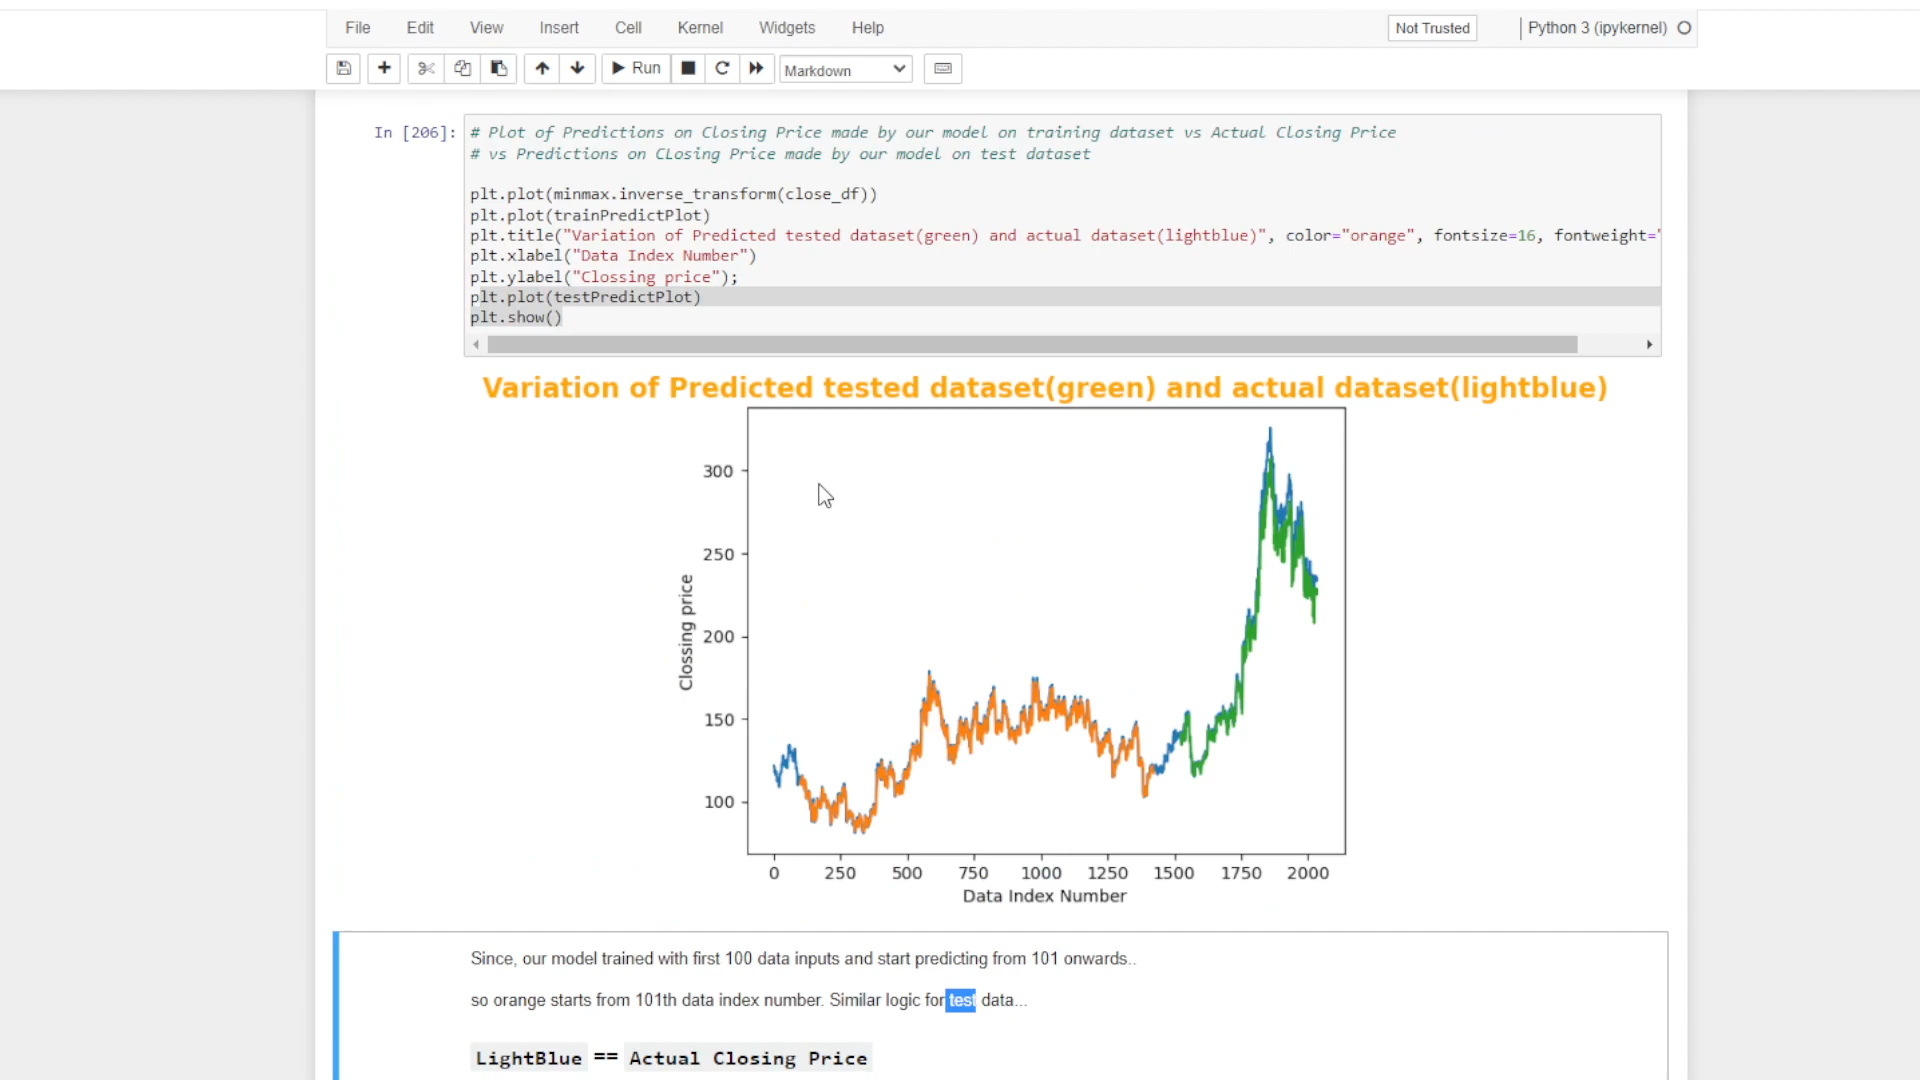 File Edit View Insert Cell Kernel Widgets Help Not Trusted Python 3 (ipykernel)
Run Markdown
In [206]: # Plot of Predictions on Closing Price made by our model on training dataset vs Actual Closing Price
# vs Predictions on CLosing Price made by our model on test dataset
plt.plot(minmax.inverse_transform(close_df))
plt.plot(trainPredictPlot)
plt.title("Variation of Predicted tested dataset(green) and actual dataset(lightblue)", color="orange", fontsize=16, fontweight="
plt.xlabel("Data Index Number")
plt.ylabel("Clossing price");
plt.plot(testPredictPlot)
plt.show()
Variation of Predicted tested dataset(green) and actual dataset(lightblue)
300
250
200
150
100
Clossing price
0 250 500 750 1000 1250 1500 1750 2000
Data Index Number
Since, our model trained with first 100 data inputs and start predicting from 101 onwards..
so orange starts from 101th data index number. Similar logic for test data...
LightBlue == Actual Closing Price